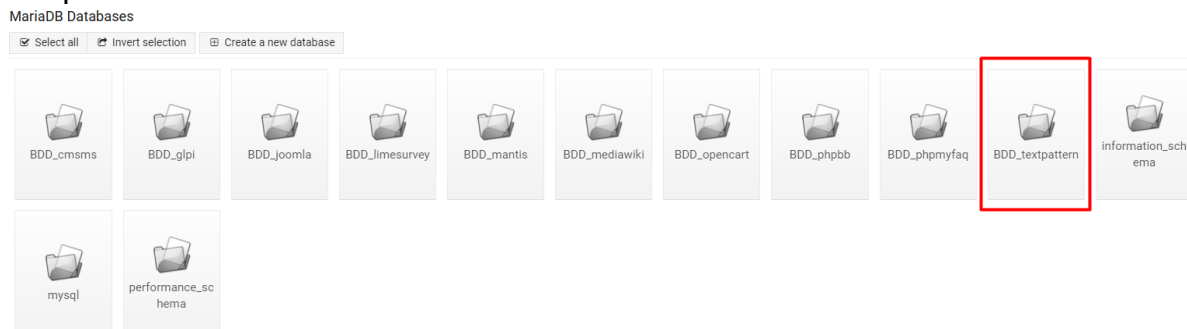 MariaDB Databases
Select all Invert selection Create a new database
BDD_cmsms BDD_glpi BDD_joomla BDD_limesurvey BDD_mantis BDD_mediawiki BDD_opencart BDD_phpbb BDD_phpmyfaq BDD_textpattern information_sch
ema
mysql performance_sc
hema